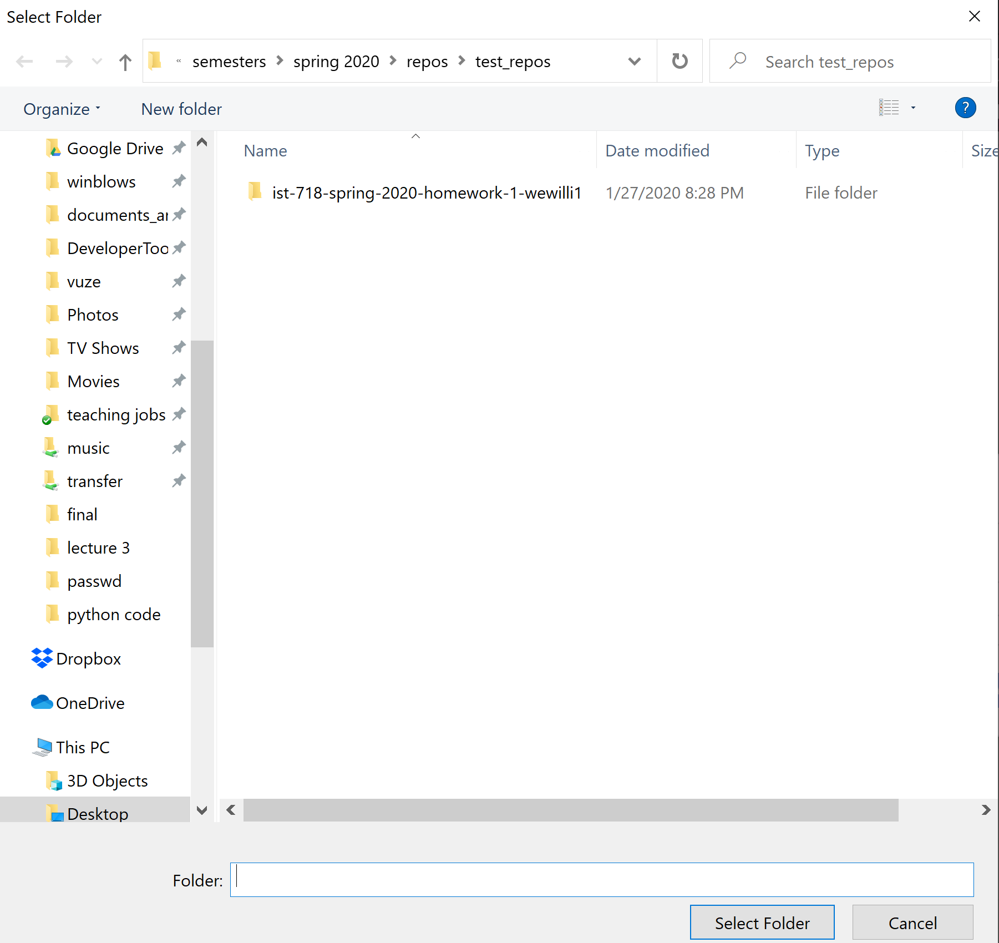 Select Folder
« semesters > spring 2020 > repos > test_repos
Search test_repos
Organize
New folder
?
Name
Date modified
Type
Size
ist-718-spring-2020-homework-1-wewilli1
1/27/2020 8:28 PM
File folder
Google Drive
winblows
documents_ar
DeveloperToo
vuze
Photos
TV Shows
Movies
teaching jobs
music
transfer
final
lecture 3
passwd
python code
Dropbox
OneDrive
This PC
3D Objects
Desktop
Folder:
Select Folder
Cancel